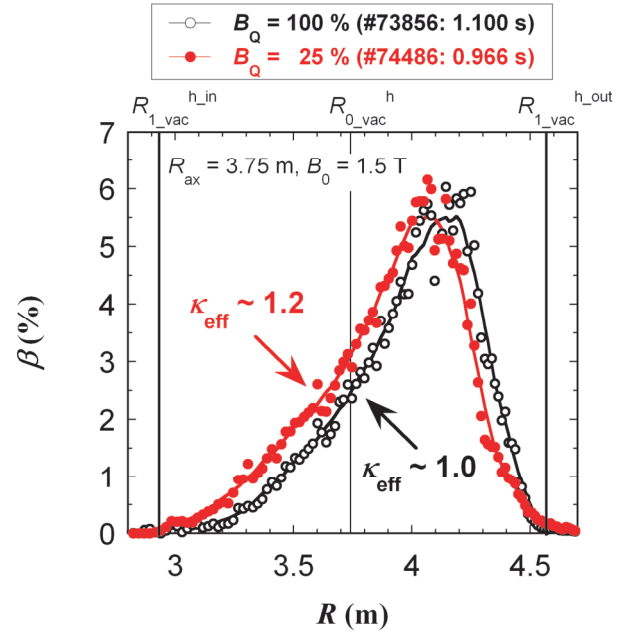 B_Q = 100 % (#73856: 1.100 s)
B_Q = 25 % (#74486: 0.966 s)
R_1_vac^h_in R_0_vac^h R_1_vac^h_out
R_ax = 3.75 m, B_0 = 1.5 T
κ_eff ~ 1.2
κ_eff ~ 1.0
β (%)
7
6
5
4
3
2
1
0
3 3.5 4 4.5
R (m)